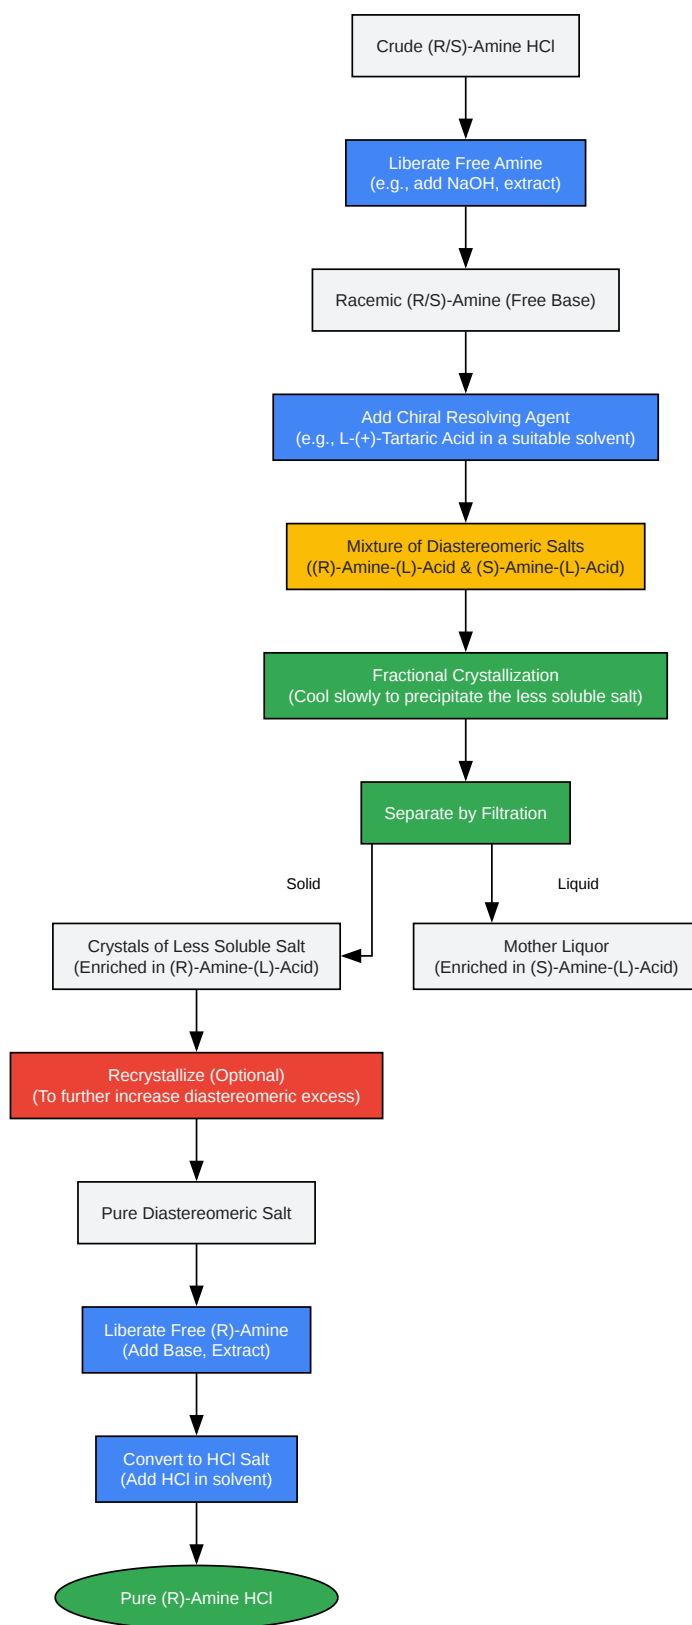 Crude (R/S)-Amine HCl
Liberate Free Amine
(e.g., add NaOH, extract)
Racemic (R/S)-Amine (Free Base)
Add Chiral Resolving Agent
(e.g., L-(+)-Tartaric Acid in a suitable solvent)
Mixture of Diastereomeric Salts
((R)-Amine-(L)-Acid & (S)-Amine-(L)-Acid)
Fractional Crystallization
(Cool slowly to precipitate the less soluble salt)
Separate by Filtration
Solid
Liquid
Crystals of Less Soluble Salt
(Enriched in (R)-Amine-(L)-Acid)
Mother Liquor
(Enriched in (S)-Amine-(L)-Acid)
Recrystallize (Optional)
(To further increase diastereomeric excess)
Pure Diastereomeric Salt
Liberate Free (R)-Amine
(Add Base, Extract)
Convert to HCl Salt
(Add HCl in solvent)
Pure (R)-Amine HCl